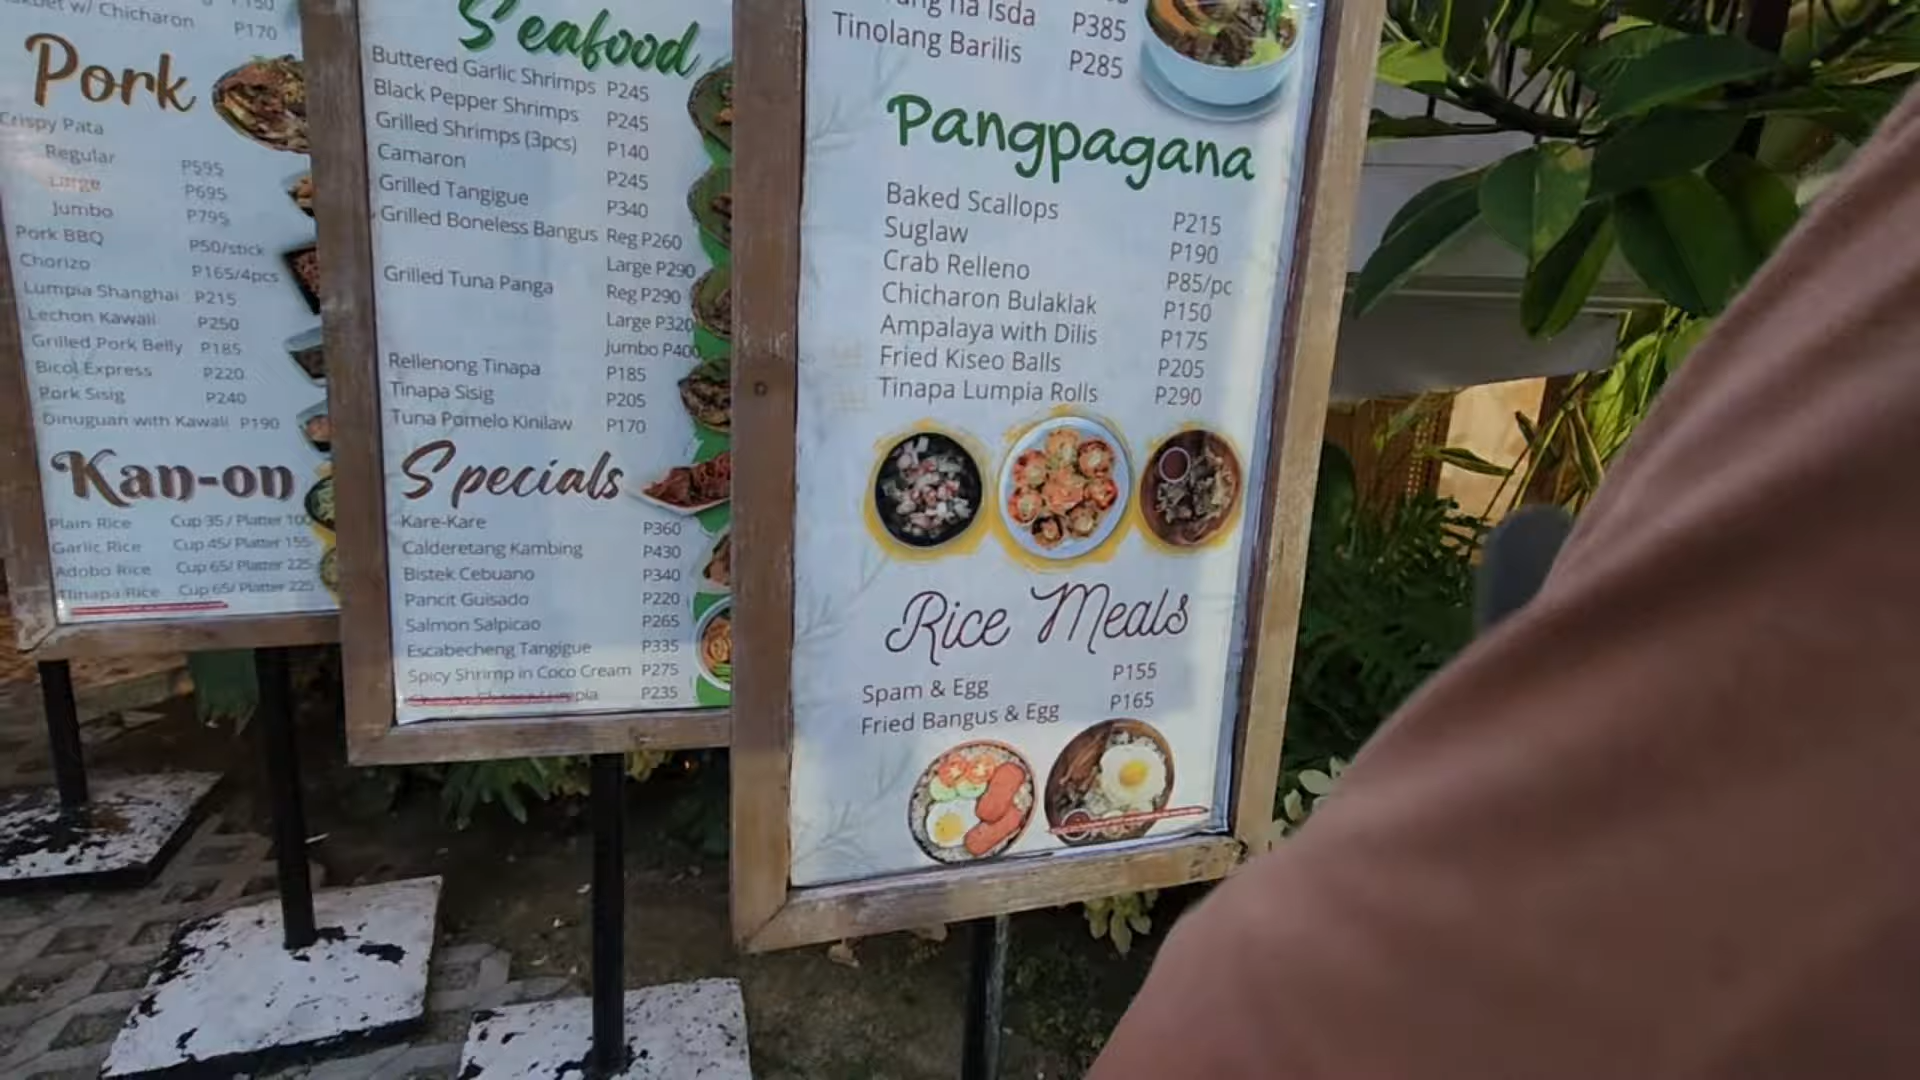 w/ Chicharon P170
Pork
Crispy Pata
Regular P595
Large P695
Jumbo P795
Pork BBQ P50/stick
Chorizo P165/4pcs
Lumpia Shanghai P215
Lechon Kawali P250
Grilled Pork Belly P185
Bicol Express P220
Pork Sisig P240
Dinuguan with Kawali P190
Kan-on
Plain Rice Cup 35 / Platter 100
Garlic Rice Cup 45/ Platter 155
Adobo Rice Cup 65/ Platter 225
Tinapa Rice Cup 65/ Platter 225
Seafood
Buttered Garlic Shrimps P245
Black Pepper Shrimps P245
Grilled Shrimps (3pcs) P140
Camaron P245
Grilled Tangigue P340
Grilled Boneless Bangus Reg P260
Large P290
Grilled Tuna Panga Reg P290
Large P320
Jumbo P400
Rellenong Tinapa P185
Tinapa Sisig P205
Tuna Pomelo Kinilaw P170
Specials
Kare-Kare P360
Calderetang Kambing P430
Bistek Cebuano P340
Pancit Guisado P220
Salmon Salpicao P265
Escabecheng Tangigue P335
Spicy Shrimp in Coco Cream P275
P235
na Isda P385
Tinolang Barilis P285
Pangpagana
Baked Scallops P215
Suglaw P190
Crab Relleno P85/pc
Chicharon Bulaklak P150
Ampalaya with Dilis P175
Fried Kiseo Balls P205
Tinapa Lumpia Rolls P290
Rice Meals
Spam & Egg P155
Fried Bangus & Egg P165